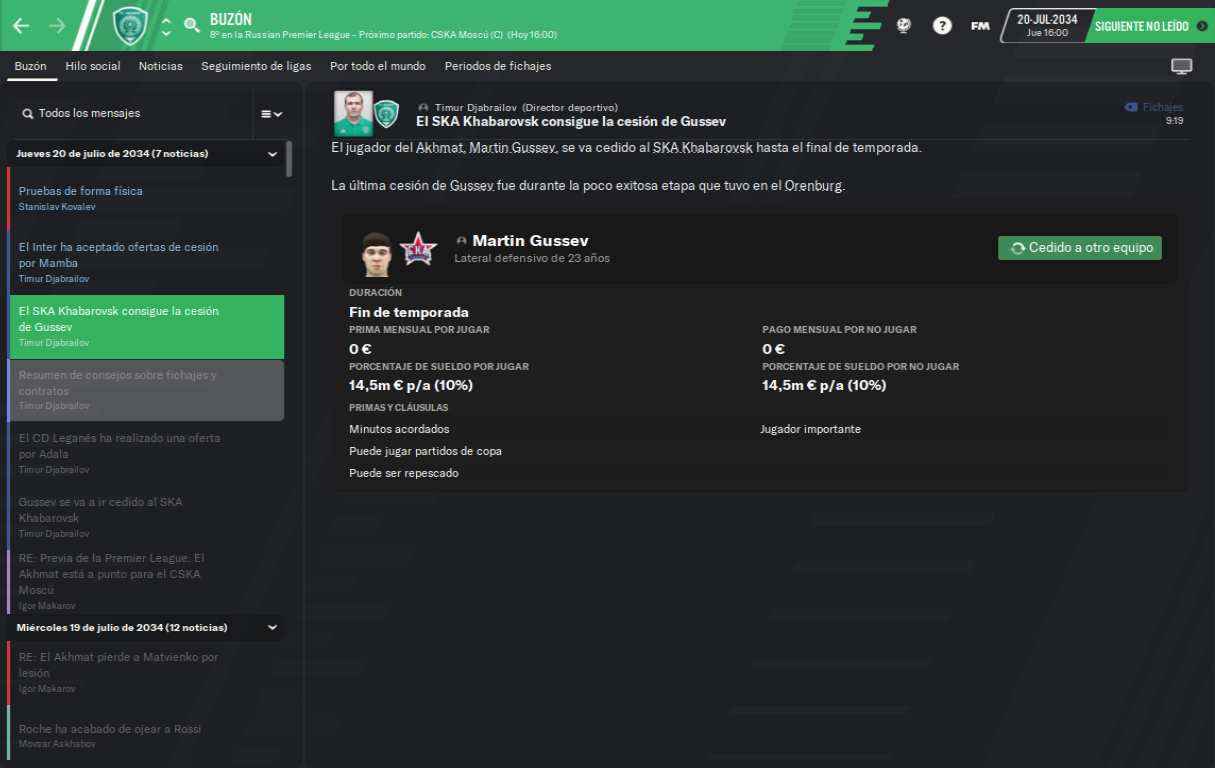 BUZÓN
8º en la Russian Premier League - Próximo partido: CSKA Moscú (C) (Hoy 16:00)
?
FM
20-JUL-2034
Jue 16:00
SIGUIENTE NO LEÍDO
Buzón
Hilo social
Noticias
Seguimiento de ligas
Por todo el mundo
Periodos de fichajes
Todos los mensajes
Jueves 20 de julio de 2034 (7 noticias)
Pruebas de forma física
Stanislav Kovalev
El Inter ha aceptado ofertas de cesión
por Mamba
Timur Djabrailov
El SKA Khabarovsk consigue la cesión
de Gussev
Timur Djabrailov
Resumen de consejos sobre fichajes y
contratos
Timur Djabrailov
El CD Leganés ha realizado una oferta
por Adala
Timur Djabrailov
Gussev se va a ir cedido al SKA
Khabarovsk
Timur Djabrailov
RE: Previa de la Premier League: El
Akhmat está a punto para el CSKA
Moscú
Igor Makarov
Miércoles 19 de julio de 2034 (12 noticias)
RE: El Akhmat pierde a Matvienko por
lesión
Igor Makarov
Roche ha acabado de ojear a Rossi
Movsar Askhabov
Timur Djabrailov (Director deportivo)
El SKA Khabarovsk consigue la cesión de Gussev
Fichajes
9:19
El jugador del Akhmat, Martin Gussev, se va cedido al SKA Khabarovsk hasta el final de temporada.
La última cesión de Gussev fue durante la poco exitosa etapa que tuvo en el Orenburg.
Martin Gussev
Lateral defensivo de 23 años
Cedido a otro equipo
DURACIÓN
Fin de temporada
PRIMA MENSUAL POR JUGAR
PAGO MENSUAL POR NO JUGAR
0 €
0 €
PORCENTAJE DE SUELDO POR JUGAR
PORCENTAJE DE SUELDO POR NO JUGAR
14,5m € p/a (10%)
14,5m € p/a (10%)
PRIMAS Y CLÁUSULAS
Minutos acordados
Jugador importante
Puede jugar partidos de copa
Puede ser repescado